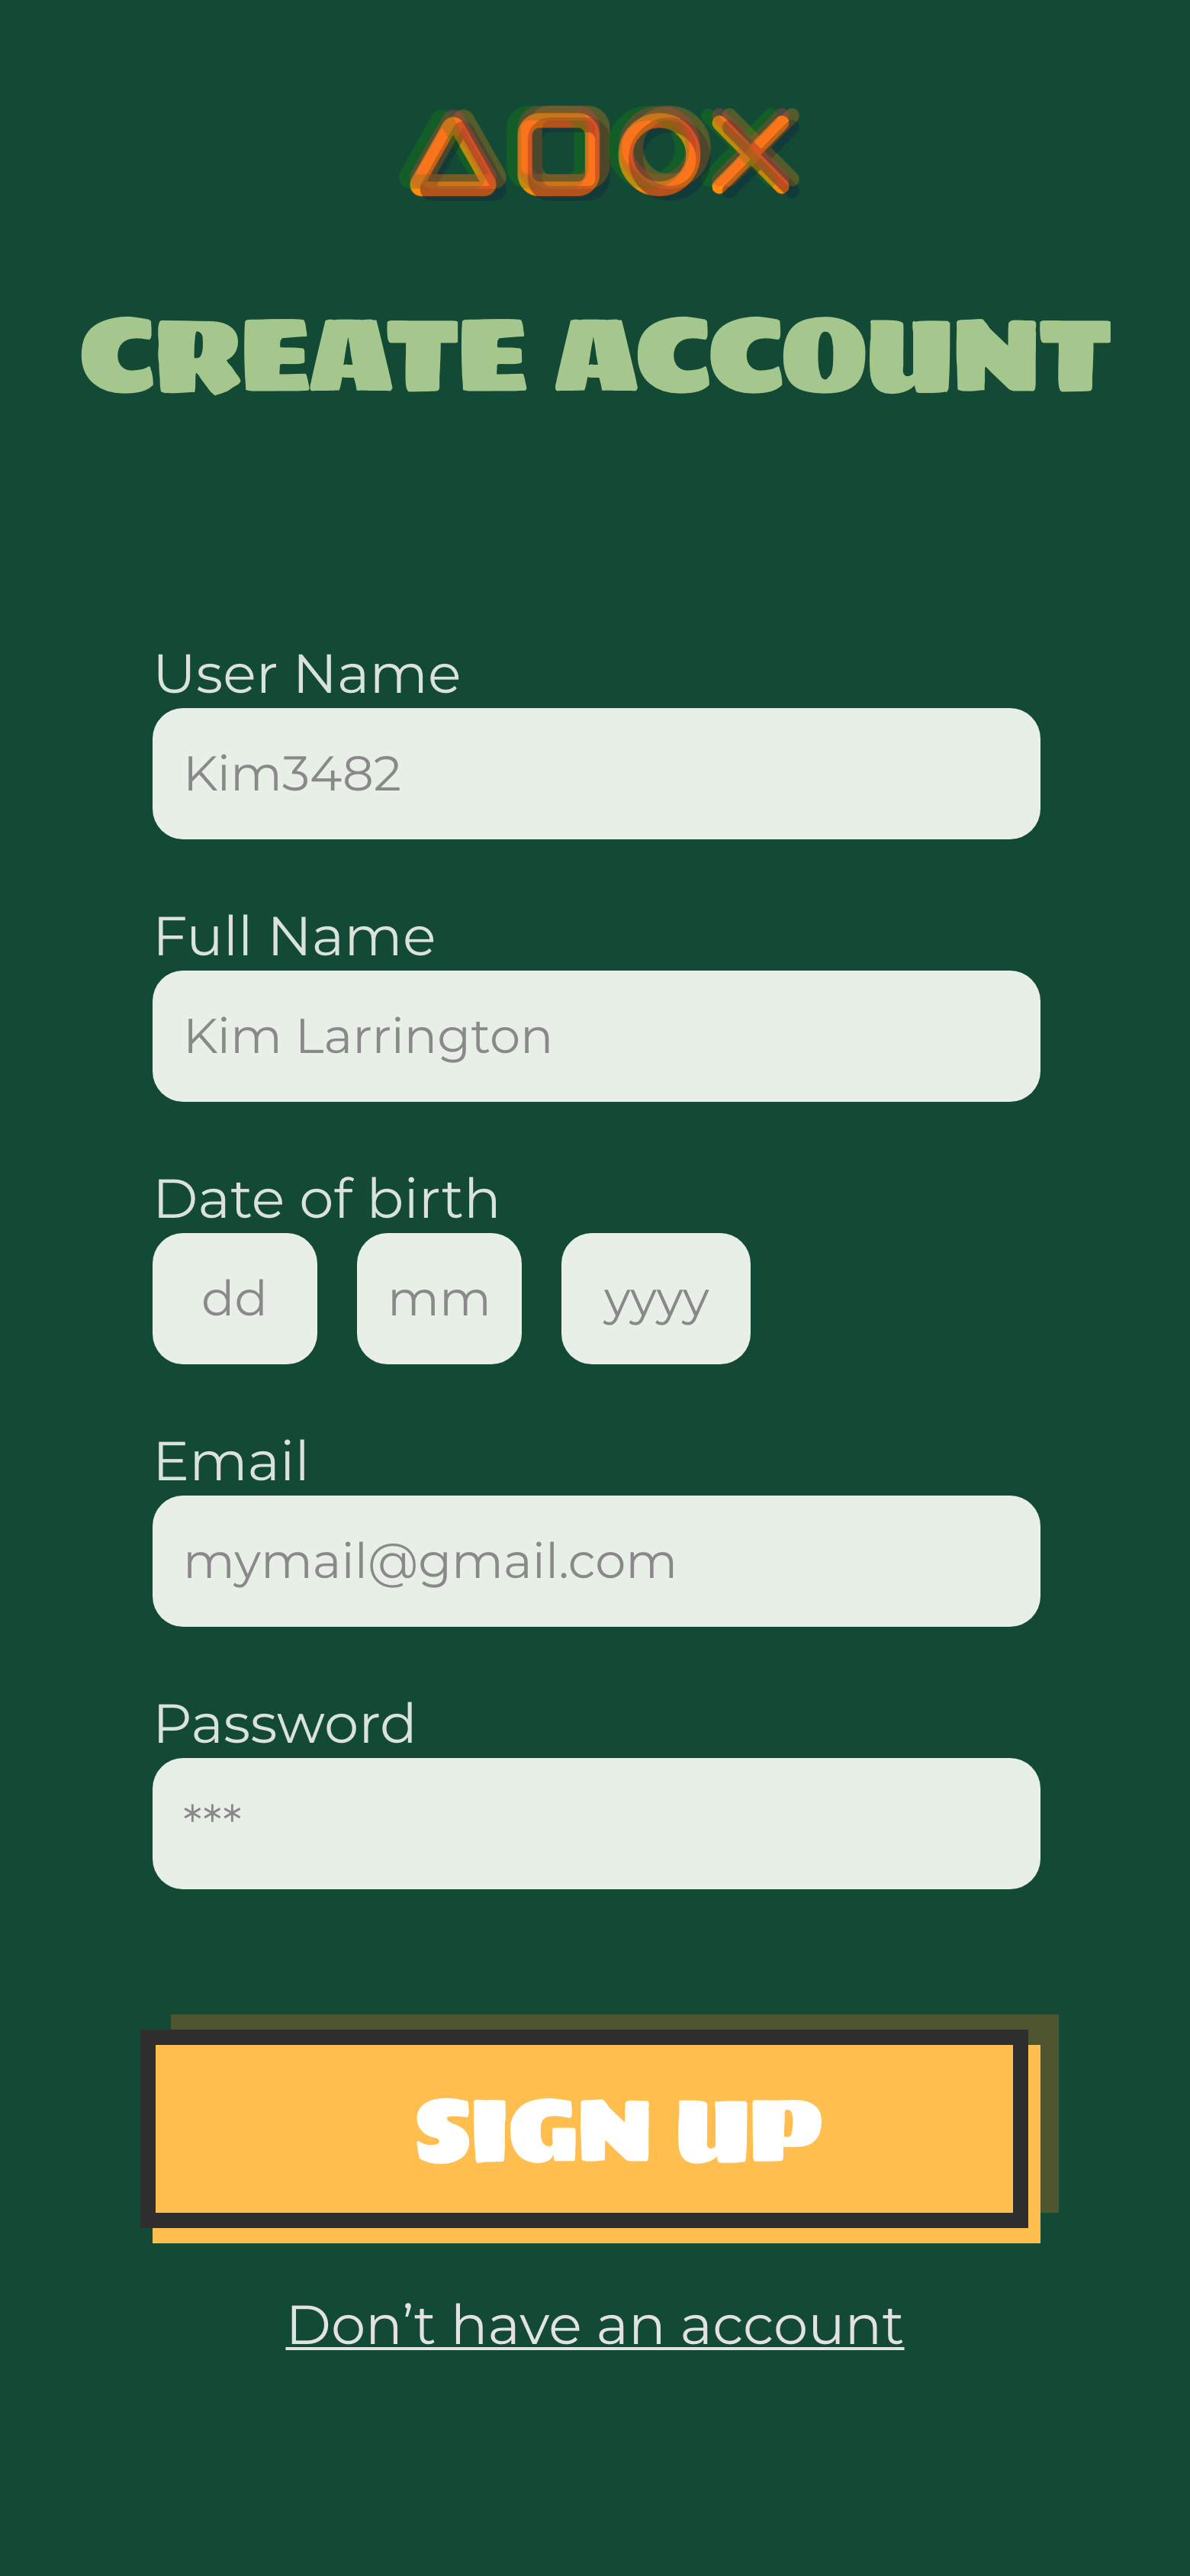 CREATE ACCOUNT
User Name
Kim3482
Full Name
Kim Larrington
Date of birth
dd mm yyyy
Email
mymail@gmail.com
Password
***
SIGN UP
Don’t have an account